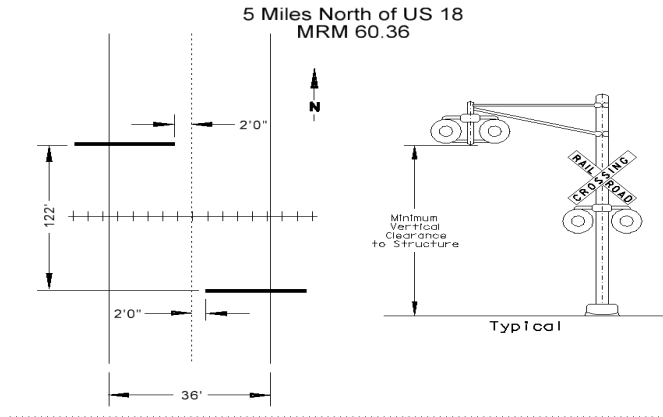 5 Miles North of US 18
MRM 60.36
N
2'0"
122'
2'0"
36'
RAIL ROAD
CROSSING
Minimum
Vertical
Clearance
to Structure
Typical